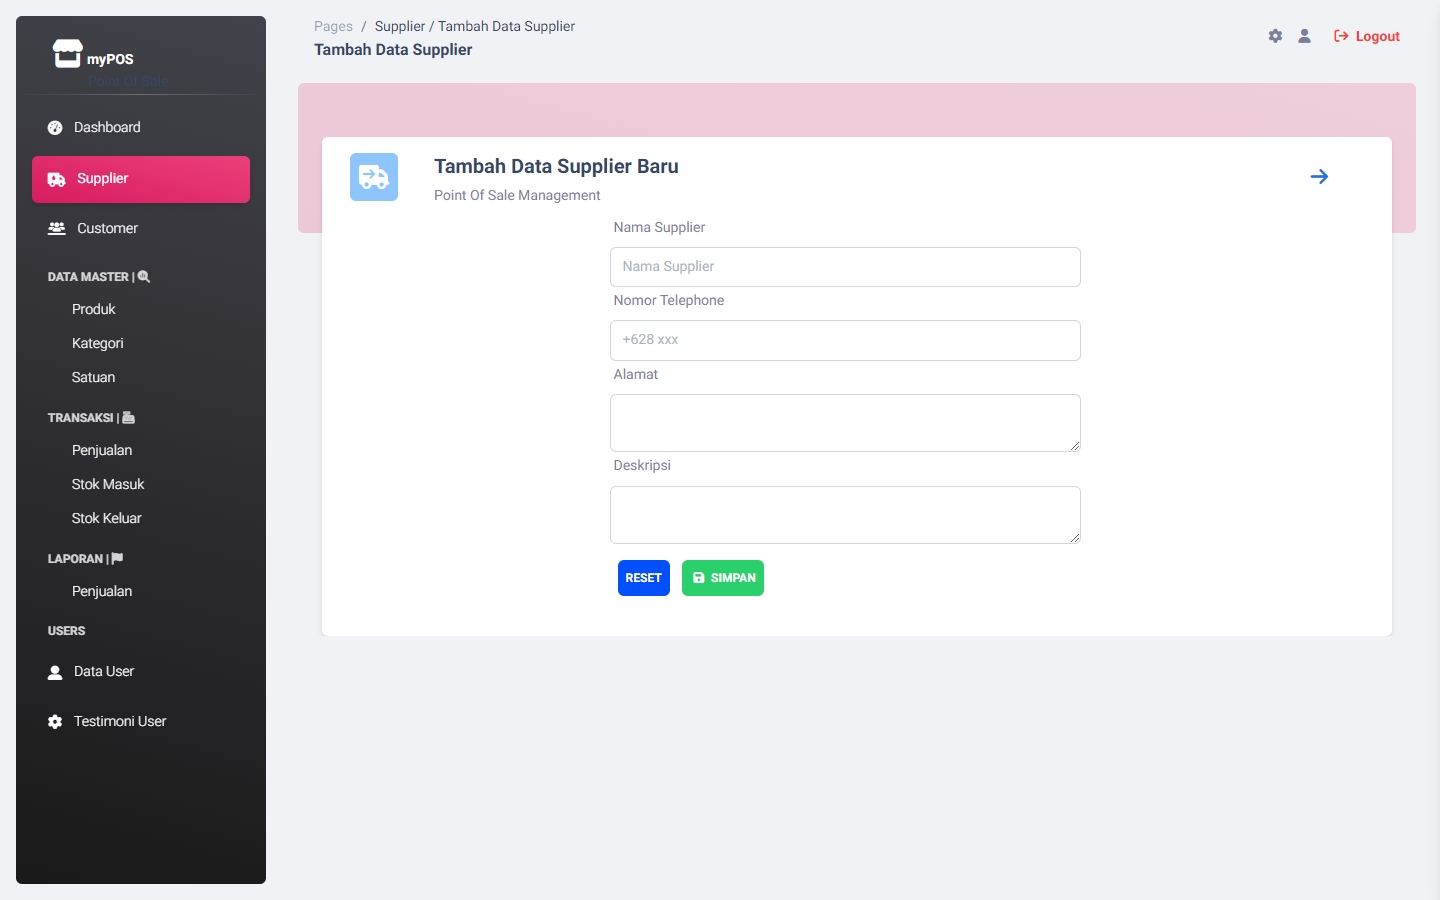 myPOS
Point Of Sale
Dashboard
Supplier
Customer
DATA MASTER |
Produk
Kategori
Satuan
TRANSAKSI |
Penjualan
Stok Masuk
Stok Keluar
LAPORAN |
Penjualan
USERS
Data User
Testimoni User
Pages / Supplier / Tambah Data Supplier
Tambah Data Supplier
Logout
Tambah Data Supplier Baru
Point Of Sale Management
Nama Supplier
Nama Supplier
Nomor Telephone
+628 xxx
Alamat
Deskripsi
RESET
SIMPAN